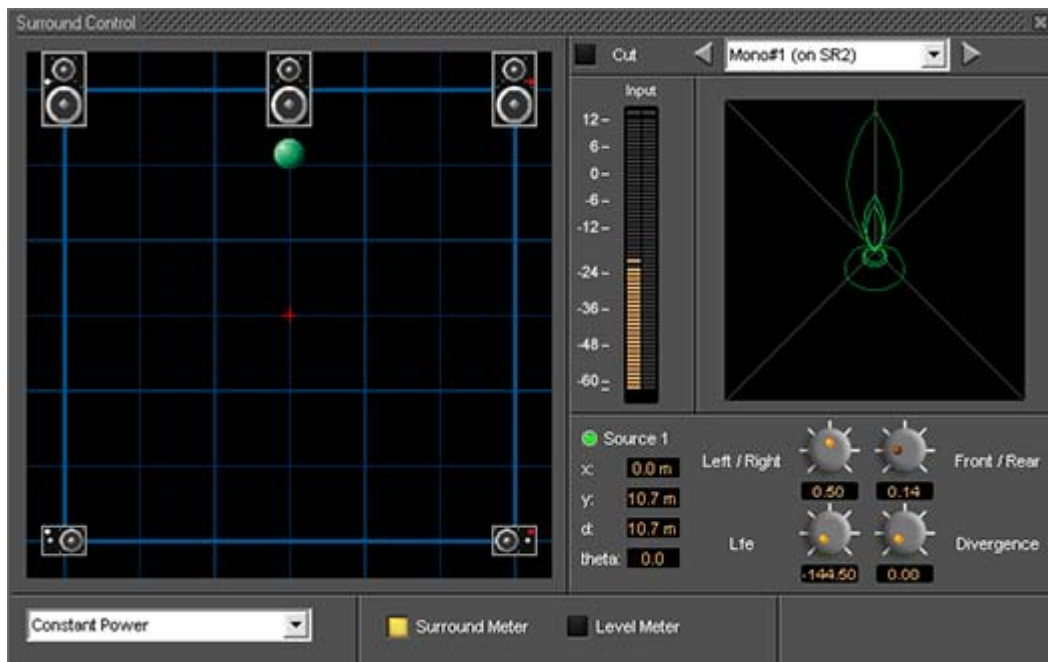 Surround Control
Cut
Mono#1 (on SR2)
Input
12
6
0
-6
-12
-24
-36
-48
-60
Source 1
x: 0.0 m
y: 10.7 m
d: 10.7 m
theta: 0.0
Left / Right
0.50
0.14
Front / Rear
Lfe
-144.50
0.00
Divergence
Constant Power
Surround Meter
Level Meter